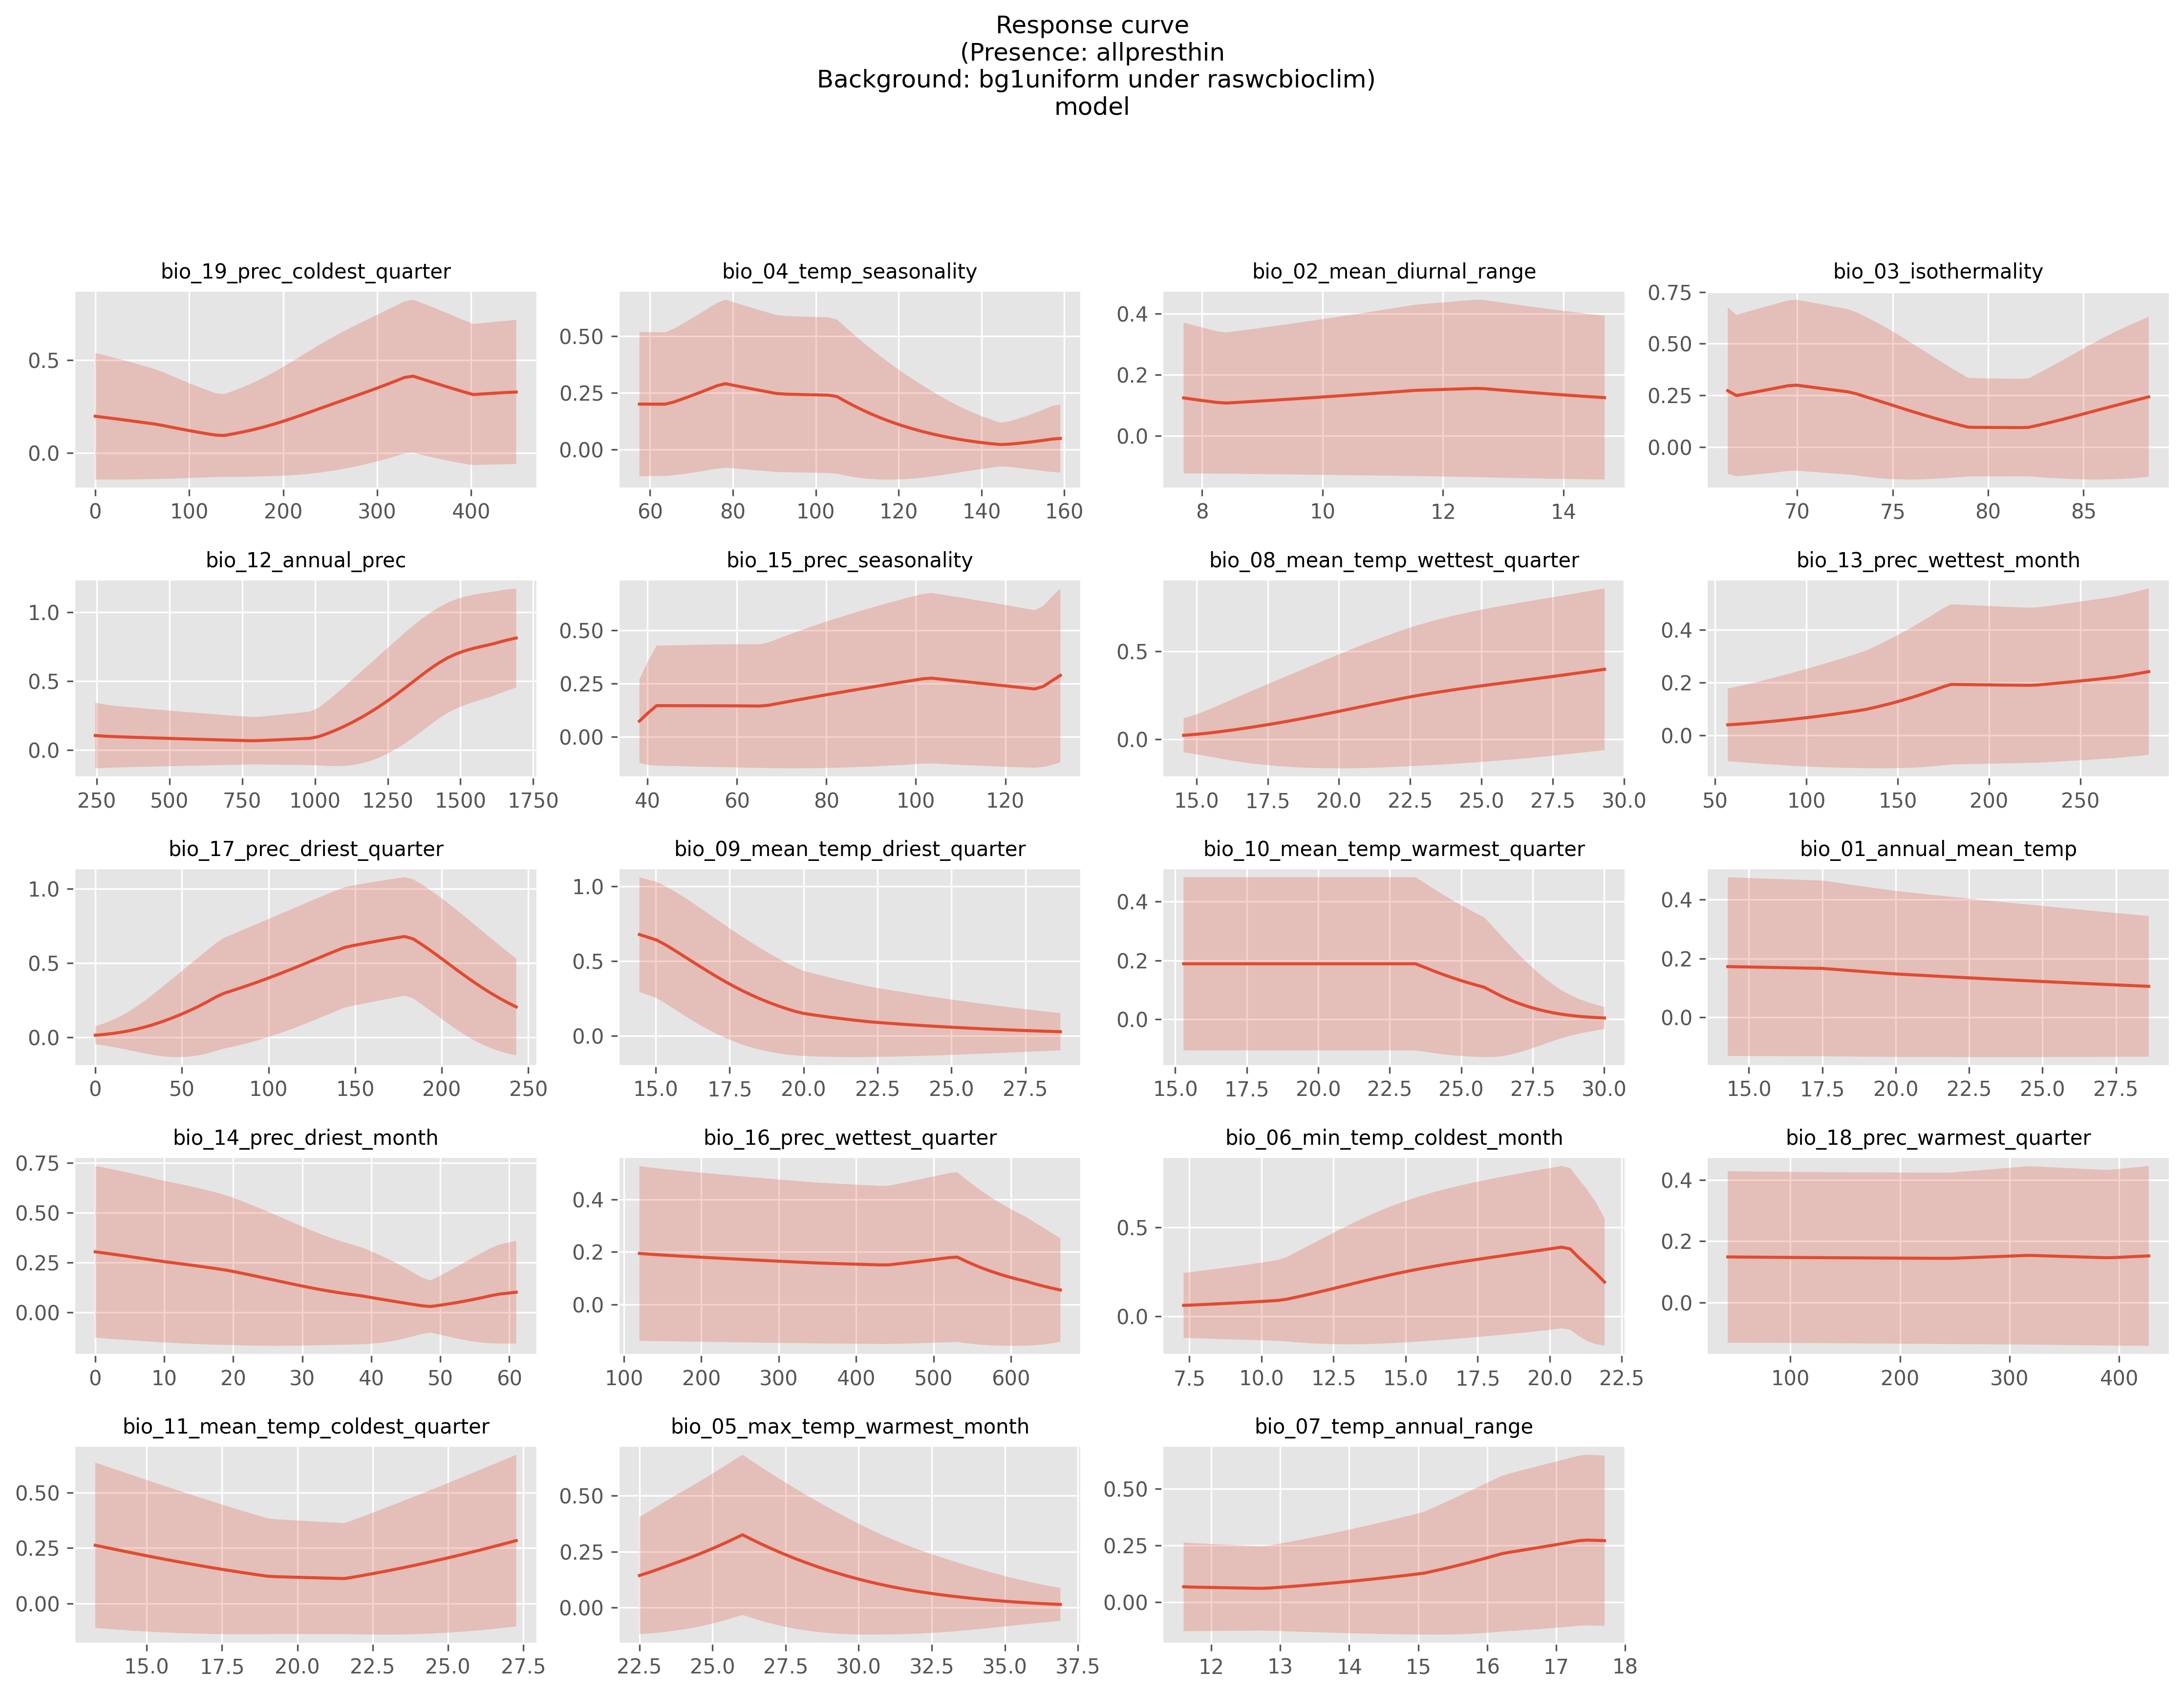 Response curve
(Presence: allpresthin
Background: bg1uniform under raswcbioclim)
model
bio_19_prec_coldest_quarter
0.5
0.0
0 100 200 300 400
bio_04_temp_seasonality
0.50
0.25
0.00
60 80 100 120 140 160
bio_02_mean_diurnal_range
0.4
0.2
0.0
8 10 12 14
bio_03_isothermality
0.75
0.50
0.25
0.00
70 75 80 85
bio_12_annual_prec
1.0
0.5
0.0
250 500 750 1000 1250 1500 1750
bio_15_prec_seasonality
0.50
0.25
0.00
40 60 80 100 120
bio_08_mean_temp_wettest_quarter
0.5
0.0
15.0 17.5 20.0 22.5 25.0 27.5 30.0
bio_13_prec_wettest_month
0.4
0.2
0.0
50 100 150 200 250
bio_17_prec_driest_quarter
1.0
0.5
0.0
0 50 100 150 200 250
bio_09_mean_temp_driest_quarter
1.0
0.5
0.0
15.0 17.5 20.0 22.5 25.0 27.5
bio_10_mean_temp_warmest_quarter
0.4
0.2
0.0
15.0 17.5 20.0 22.5 25.0 27.5 30.0
bio_01_annual_mean_temp
0.4
0.2
0.0
15.0 17.5 20.0 22.5 25.0 27.5
bio_14_prec_driest_month
0.75
0.50
0.25
0.00
0 10 20 30 40 50 60
bio_16_prec_wettest_quarter
0.4
0.2
0.0
100 200 300 400 500 600
bio_06_min_temp_coldest_month
0.5
0.0
7.5 10.0 12.5 15.0 17.5 20.0 22.5
bio_18_prec_warmest_quarter
0.4
0.2
0.0
100 200 300 400
bio_11_mean_temp_coldest_quarter
0.50
0.25
0.00
15.0 17.5 20.0 22.5 25.0 27.5
bio_05_max_temp_warmest_month
0.50
0.25
0.00
22.5 25.0 27.5 30.0 32.5 35.0 37.5
bio_07_temp_annual_range
0.50
0.25
0.00
12 13 14 15 16 17 18